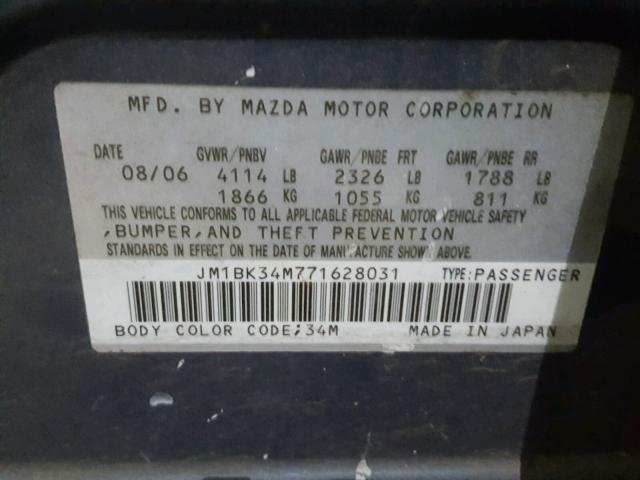 MFD. BY MAZDA MOTOR CORPORATION
DATE GVWR/PNBV GAWR/PNBE FRT GAWR/PNBE RR
08/06 4114 LB 2326 LB 1788 LB
1866 KG 1055 KG 811 KG
THIS VEHICLE CONFORMS TO ALL APPLICABLE FEDERAL MOTOR VEHICLE SAFETY
,BUMPER,AND THEFT PREVENTION
STANDARDS IN EFFECT ON THE DATE OF MANUFACTURE SHOWN ABOVE.
JM1BK34M771628031 TYPE:PASSENGER
BODY COLOR CODE;34M MADE IN JAPAN